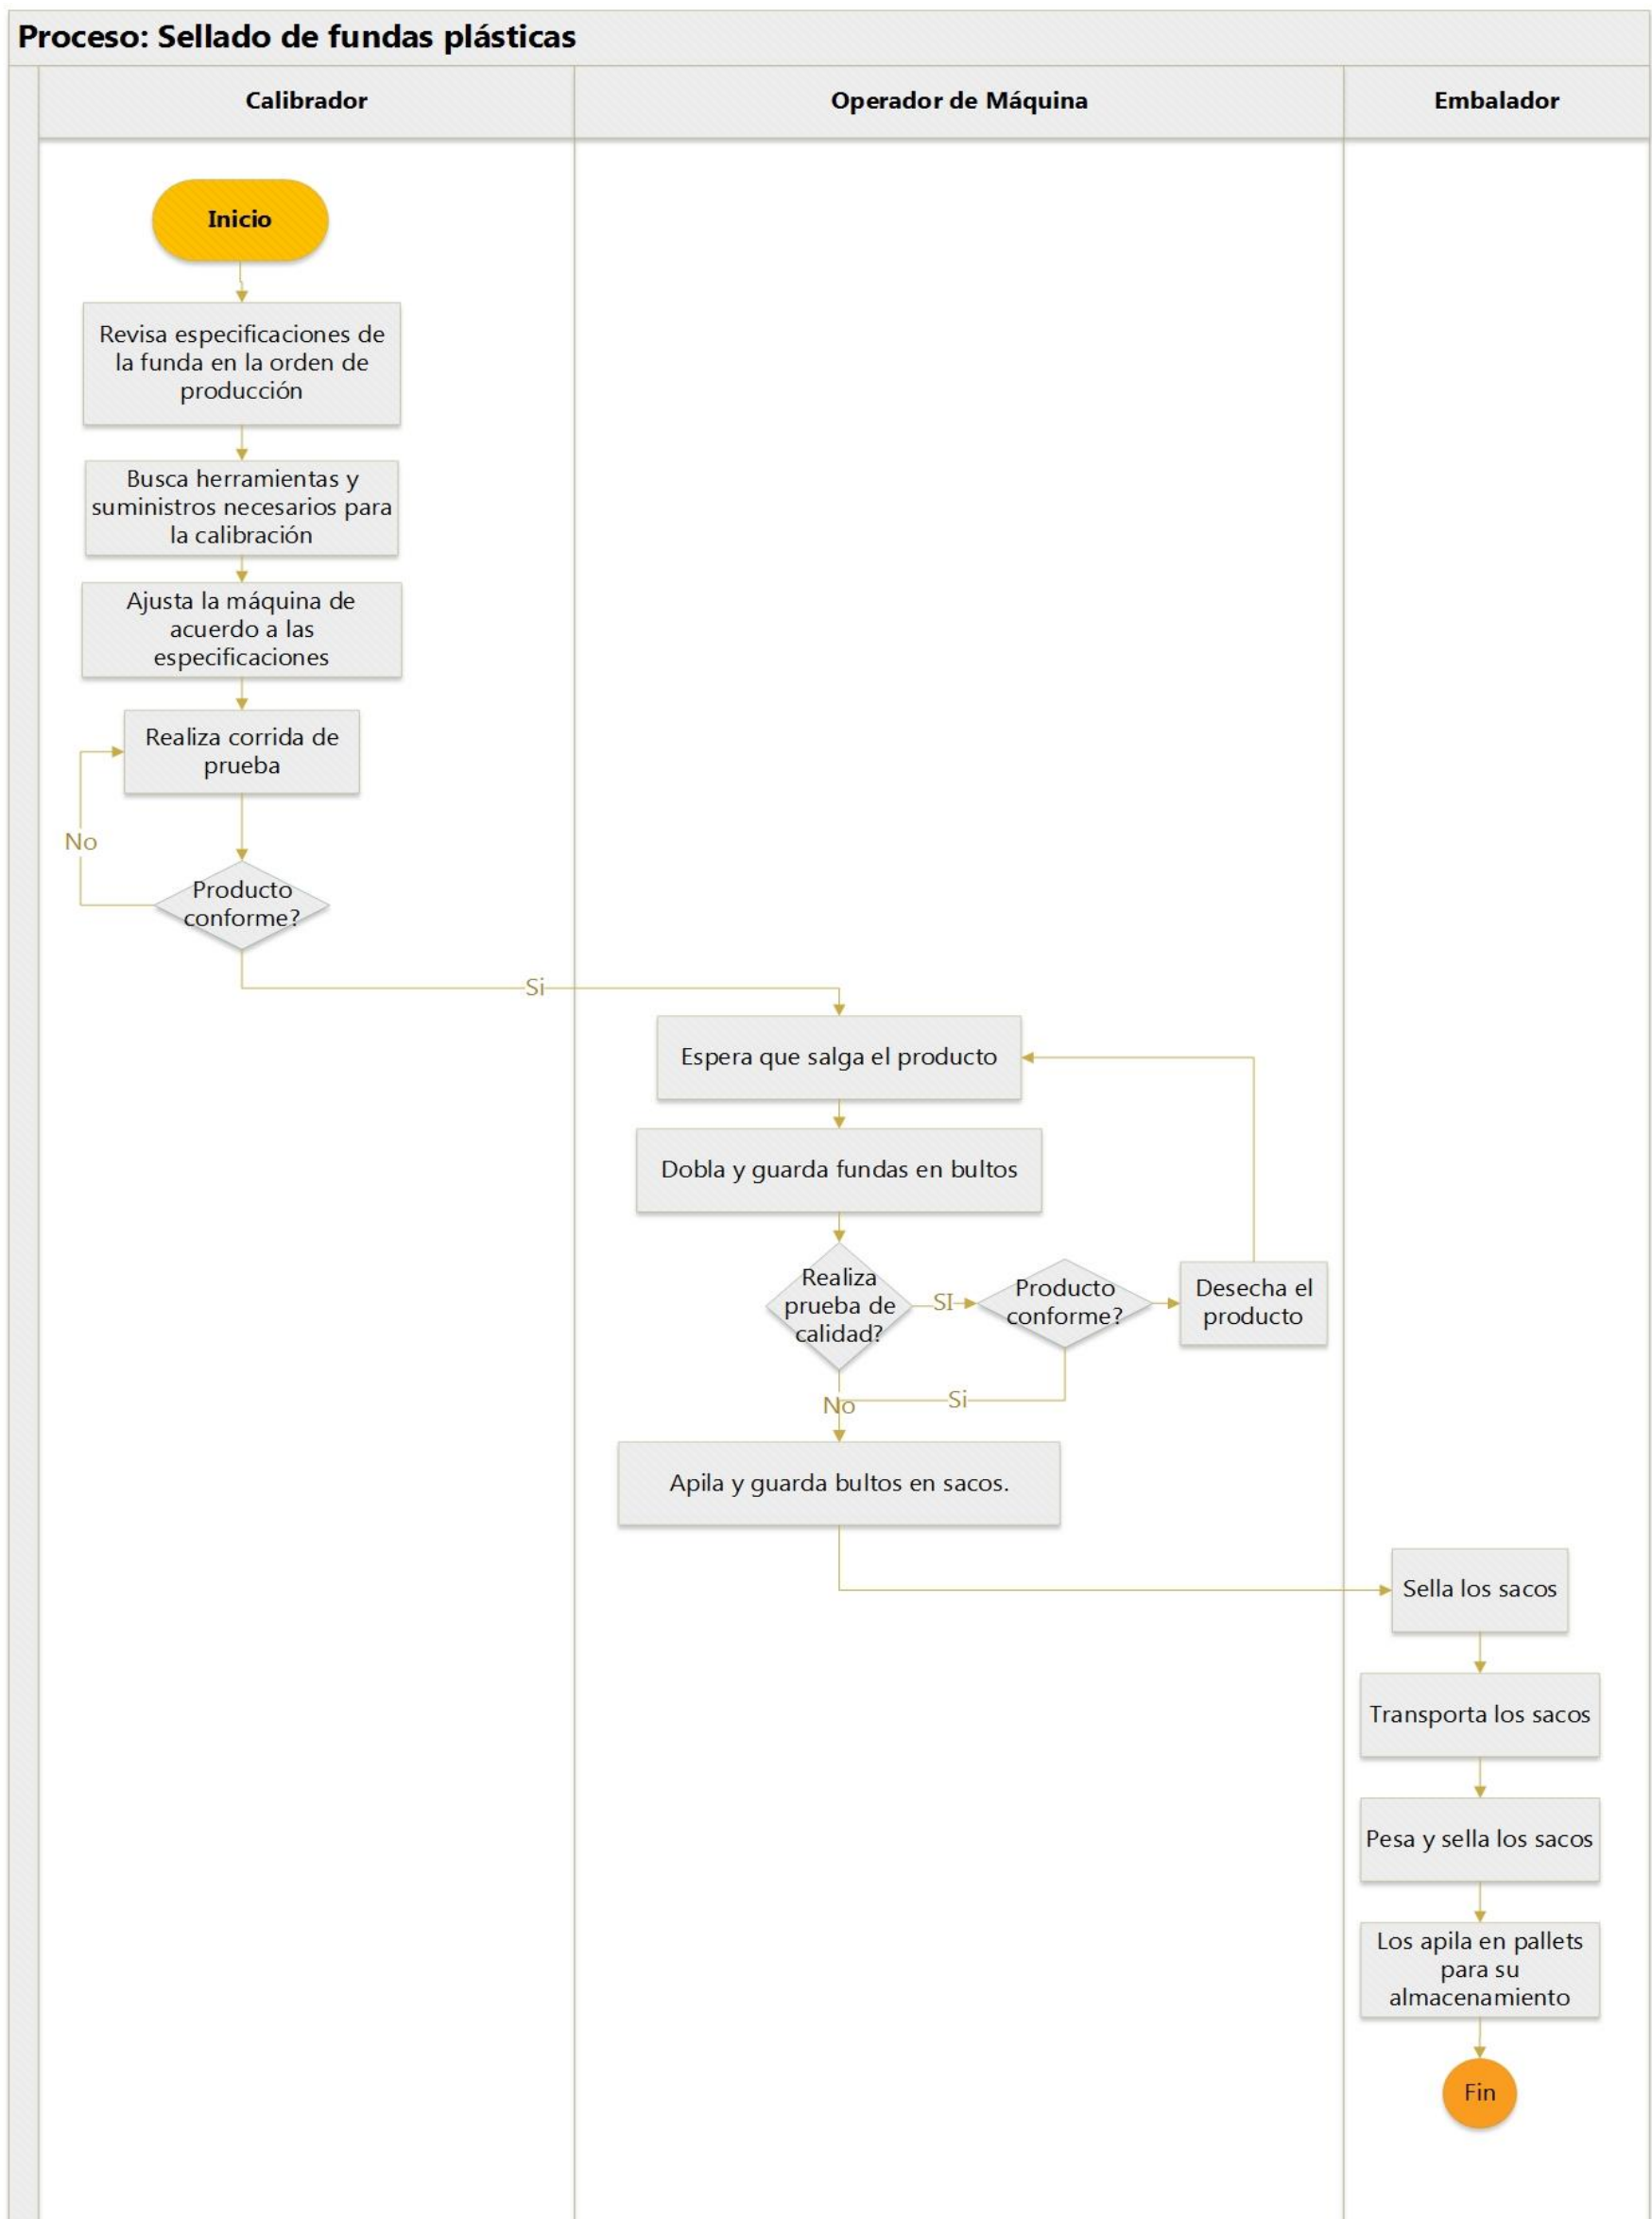 Proceso: Sellado de fundas plásticas
Calibrador
Operador de Máquina
Embalador
Inicio
Revisa especificaciones de
la funda en la orden de
producción
Busca herramientas y
suministros necesarios para
la calibración
Ajusta la máquina de
acuerdo a las
especificaciones
Realiza corrida de
prueba
No
Producto
conforme?
Si
Espera que salga el producto
Dobla y guarda fundas en bultos
Realiza
prueba de
calidad?
SI
Producto
conforme?
Desecha el
producto
No
Si
Apila y guarda bultos en sacos.
Sella los sacos
Transporta los sacos
Pesa y sella los sacos
Los apila en pallets
para su
almacenamiento
Fin